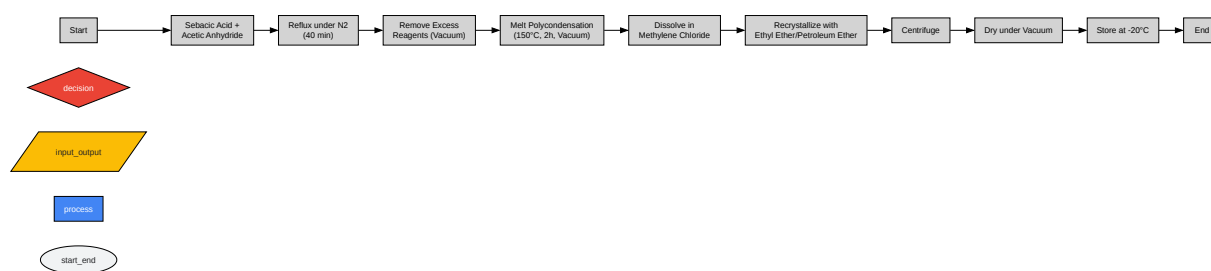 Start
Sebacic Acid +
Acetic Anhydride
Reflux under N2
(40 min)
Remove Excess
Reagents (Vacuum)
Melt Polycondensation
(150°C, 2h, Vacuum)
Dissolve in
Methylene Chloride
Recrystallize with
Ethyl Ether/Petroleum Ether
Centrifuge
Dry under Vacuum
Store at -20°C
End
decision
input_output
process
start_end